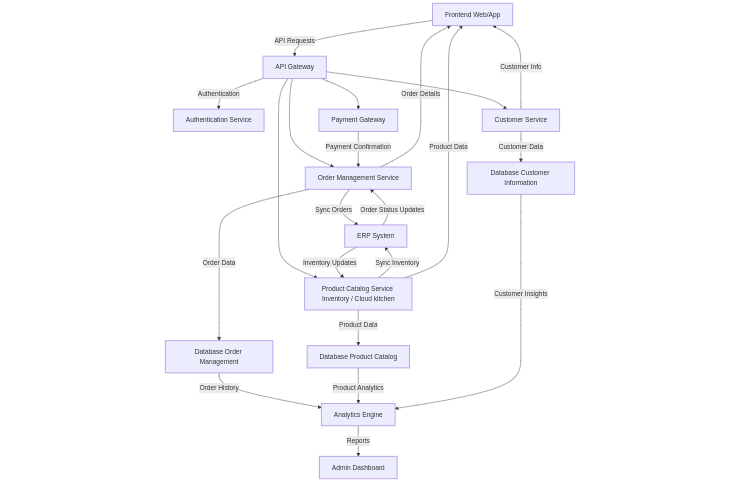 Frontend Web/App
API Requests
API Gateway
Customer Info
Authentication
Order Details
Authentication Service
Payment Gateway
Customer Service
Payment Confirmation
Product Data
Customer Data
Order Management Service
Database Customer
Information
Sync Orders
Order Status Updates
ERP System
Order Data
Inventory Updates
Sync Inventory
Product Catalog Service
Inventory / Cloud kitchen
Customer Insights
Product Data
Database Order
Management
Database Product Catalog
Order History
Product Analytics
Analytics Engine
Reports
Admin Dashboard